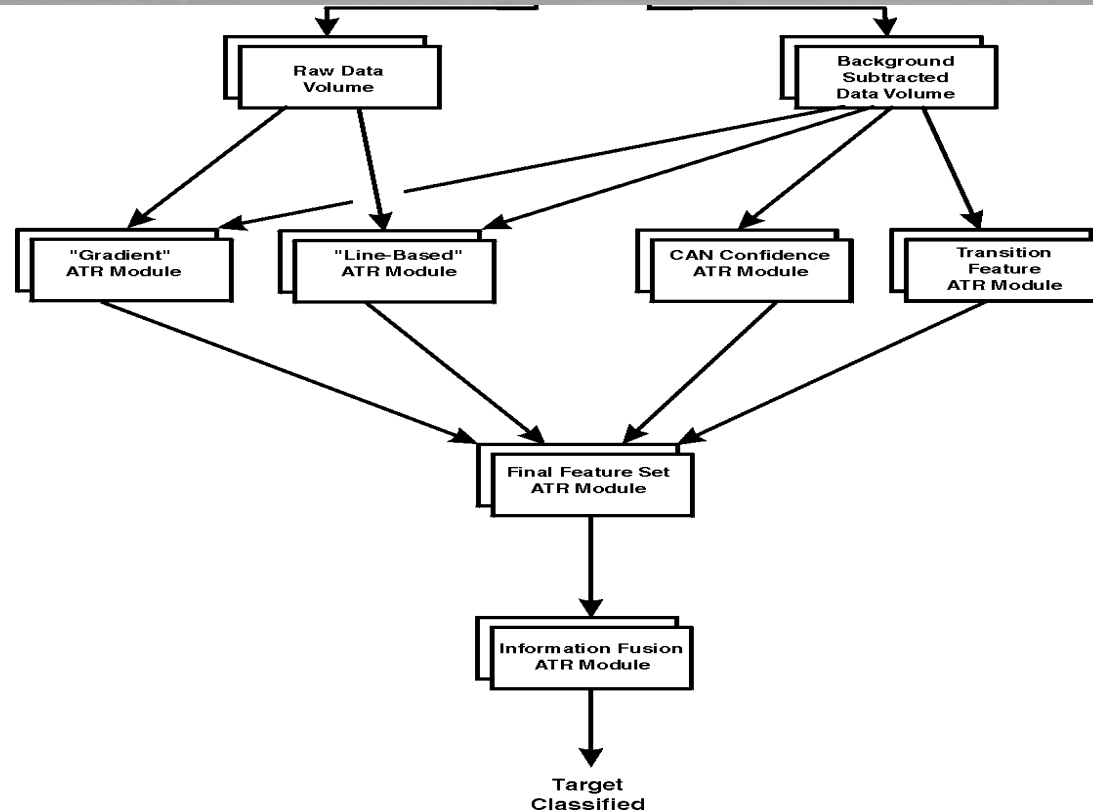 Raw Data
Volume
Background
Subtracted
Data Volume
"Gradient"
ATR Module
"Line-Based"
ATR Module
CAN Confidence
ATR Module
Transition
Feature
ATR Module
Final Feature Set
ATR Module
Information Fusion
ATR Module
Target
Classified